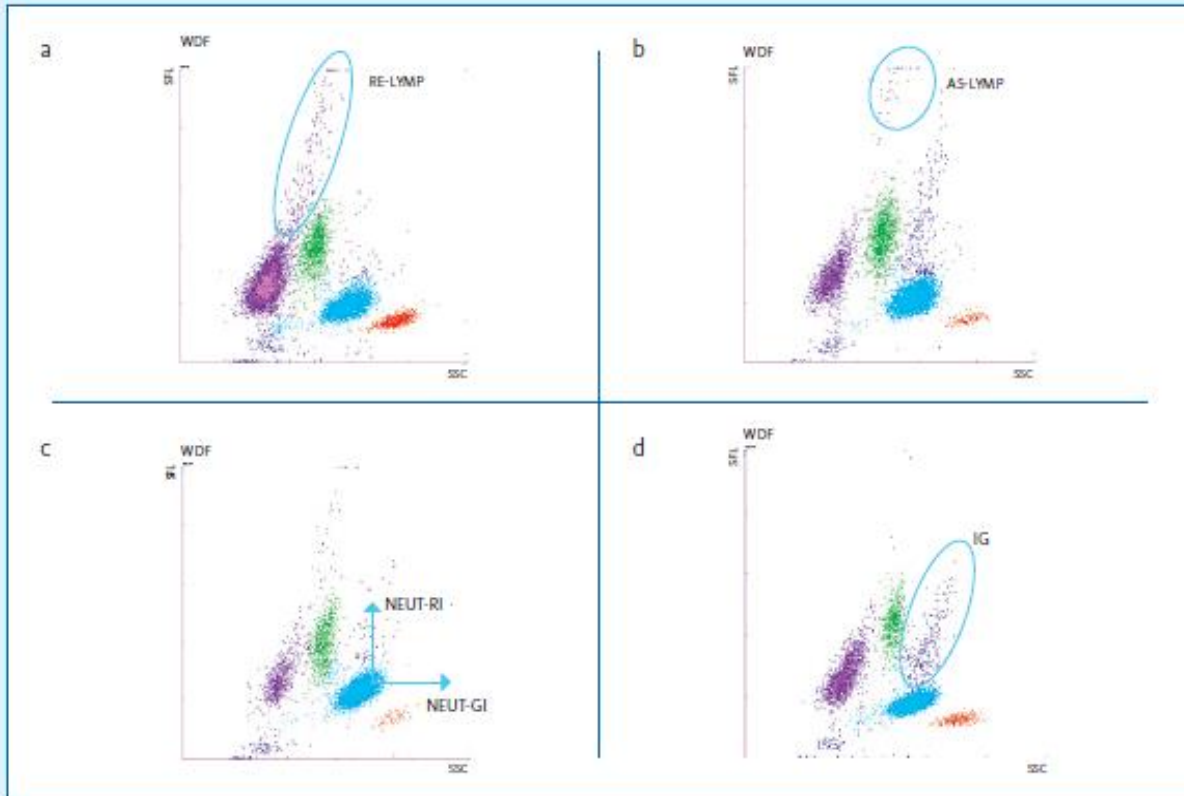 a
WDF
SFL
RE-LYMP
SSC
b
WDF
SFL
AS-LYMP
SSC
c
WDF
SFL
NEUT-RI
NEUT-GI
SSC
d
WDF
SFL
IG
SSC